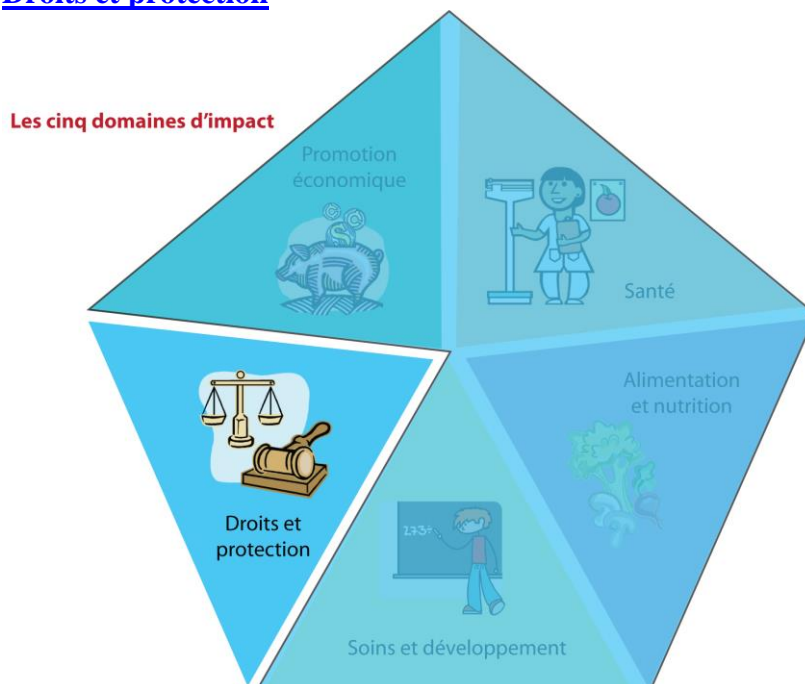 Droits et protection
Les cinq domaines d'impact
Promotion
économique
Santé
Alimentation
et nutrition
Droits et
protection
273÷
Soins et développement